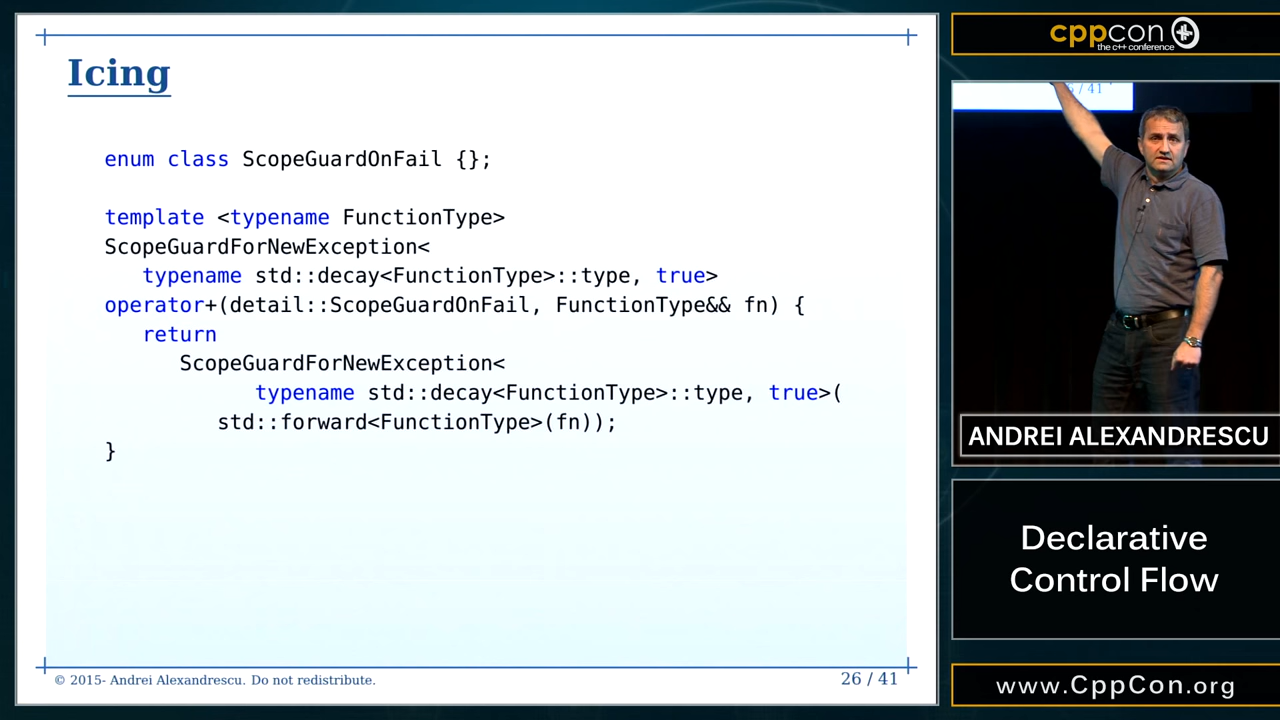 Icing
enum class ScopeGuardOnFail {};
template <typename FunctionType>
ScopeGuardForNewException<
typename std::decay<FunctionType>::type, true>
operator+(detail::ScopeGuardOnFail, FunctionType&& fn) {
return
ScopeGuardForNewException<
typename std::decay<FunctionType>::type, true>(
std::forward<FunctionType>(fn));
}
© 2015- Andrei Alexandrescu. Do not redistribute.
26 / 41
cppcon
the c++ conference
/ 41
ANDREI ALEXANDRESCU
Declarative
Control Flow
www.CppCon.org